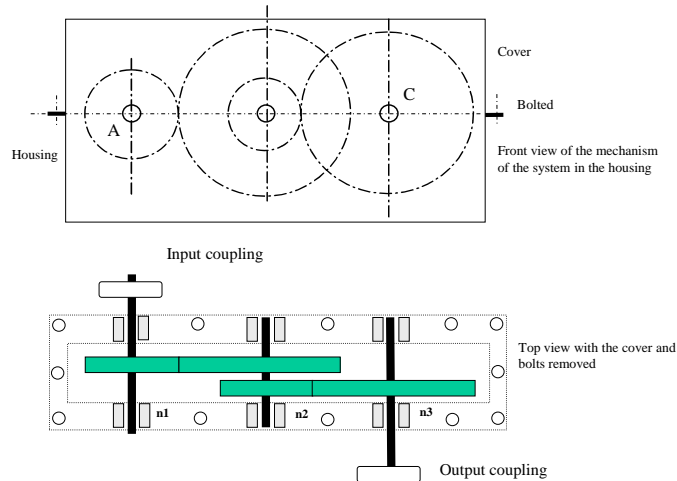 Cover
C
Bolted
A
Housing
Front view of the mechanism
of the system in the housing
Input coupling
Top view with the cover and
bolts removed
n1
n2
n3
Output coupling